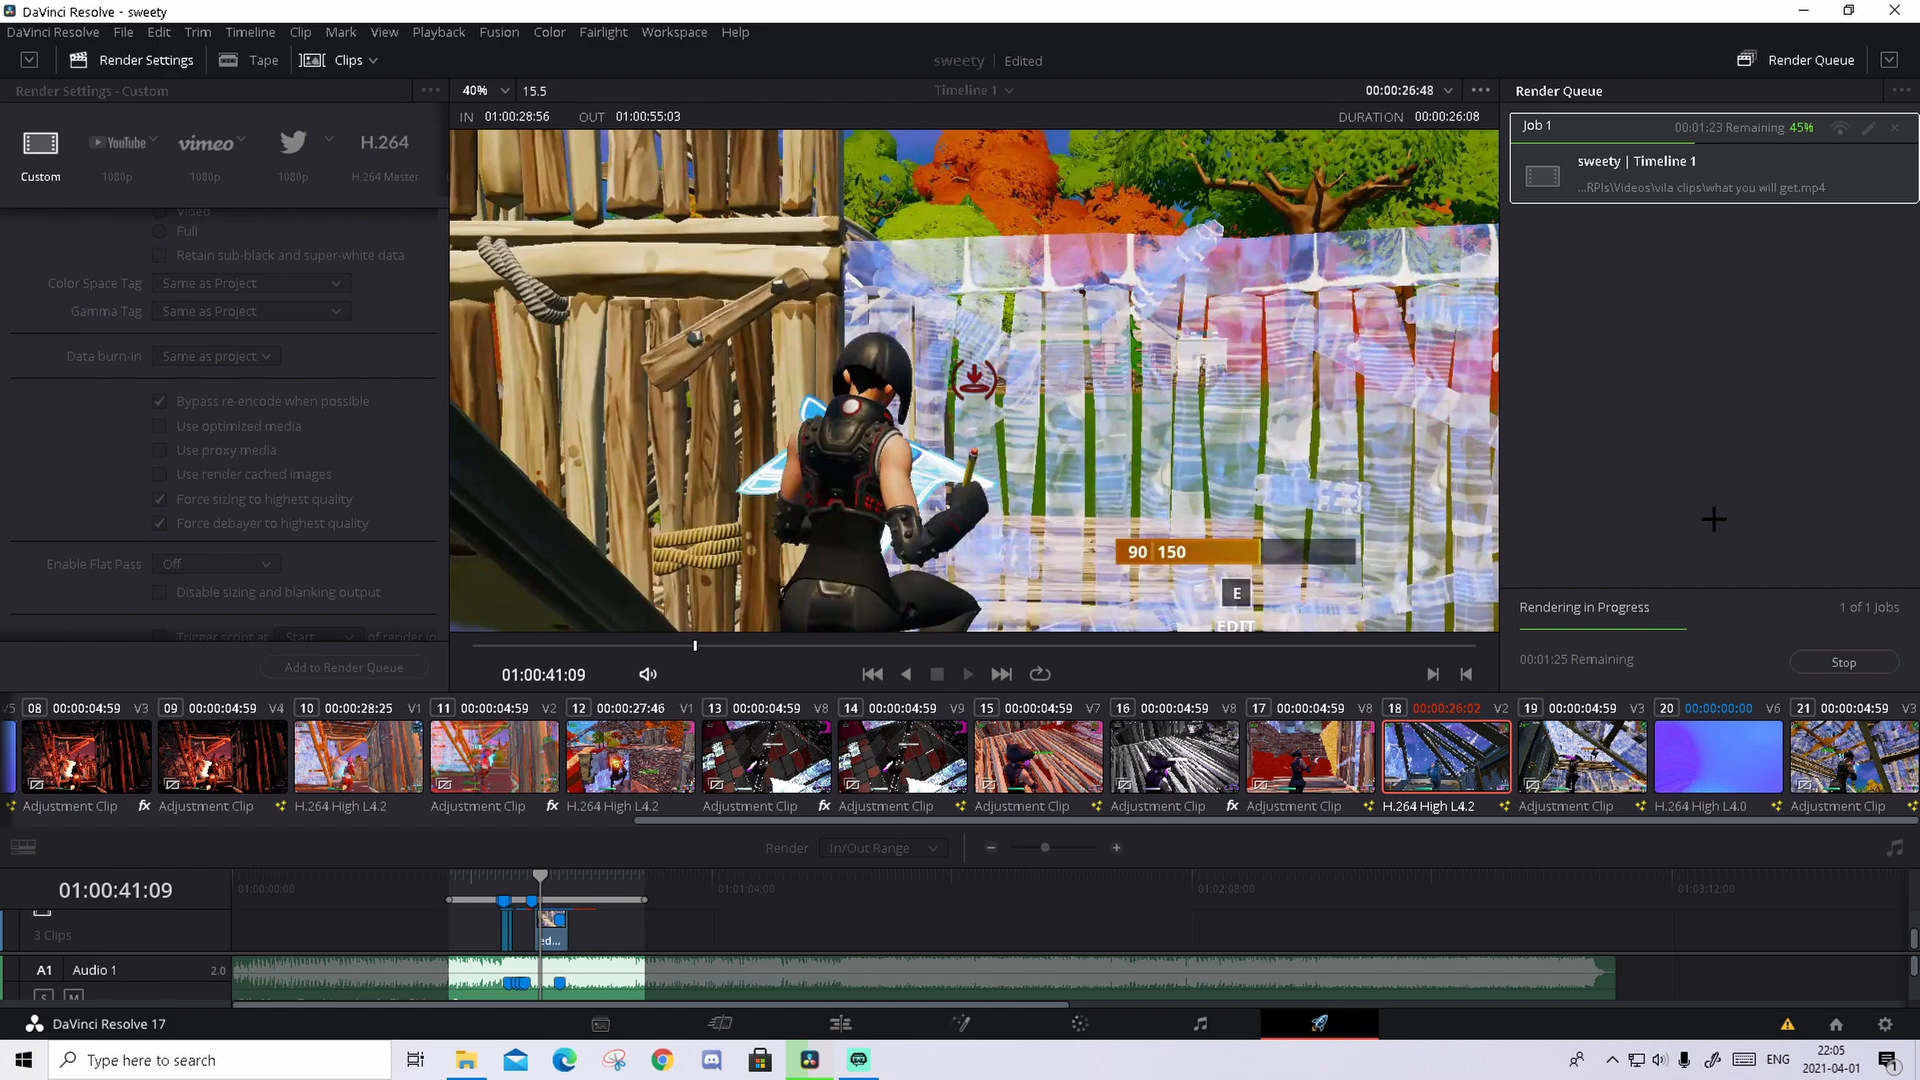 DaVinci Resolve - sweety
DaVinci Resolve File Edit Trim Timeline Clip Mark View Playback Fusion Color Fairlight Workspace Help
Render Settings Tape Clips sweety Edited Render Queue
Render Settings - Custom 40% 15.5 Timeline 1 00:00:26:48 Render Queue
IN 01:00:28:56 OUT 01:00:55:03 DURATION 00:00:26:08
Job 1 00:01:23 Remaining 45%
YouTube vimeo H.264
sweety | Timeline 1
Custom 1080p 1080p 1080p H.264 Master
...RPIs\Videos\vila clips\what you will get.mp4
Video
Full
Retain sub-black and super-white data
Color Space Tag Same as Project
Gamma Tag Same as Project
Data burn-in Same as project
Bypass re-encode when possible
Use optimized media
Use proxy media
Use render cached images
Force sizing to highest quality
Force debayer to highest quality
90 150
Enable Flat Pass Off
Disable sizing and blanking output
E
EDIT
Rendering in Progress 1 of 1 Jobs
Trigger script at Start of render in
00:01:25 Remaining Stop
Add to Render Queue
01:00:41:09
V5 08 00:00:04:59 V3 09 00:00:04:59 V4 10 00:00:28:25 V1 11 00:00:04:59 V2 12 00:00:27:46 V1 13 00:00:04:59 V8 14 00:00:04:59 V8 15 00:00:04:59 V7 16 00:00:04:59 V8 17 00:00:04:59 V8 18 00:00:26:02 V2 19 00:00:04:59 V3 20 00:00:00:00 V6 21 00:00:04:59 V3
Adjustment Clip fx Adjustment Clip H.264 High L4.2 Adjustment Clip fx H.264 High L4.2 Adjustment Clip fx Adjustment Clip Adjustment Clip Adjustment Clip fx Adjustment Clip H.264 High L4.2 Adjustment Clip H.264 High L4.0 Adjustment Clip
Render In/Out Range
01:00:41:09 01:00:00:00 01:01:04:00 01:02:08:00 01:03:12:00
3 Clips ed...
A1 Audio 1 2.0
S M
DaVinci Resolve 17
Type here to search
ENG
22:05
2021-04-01
1